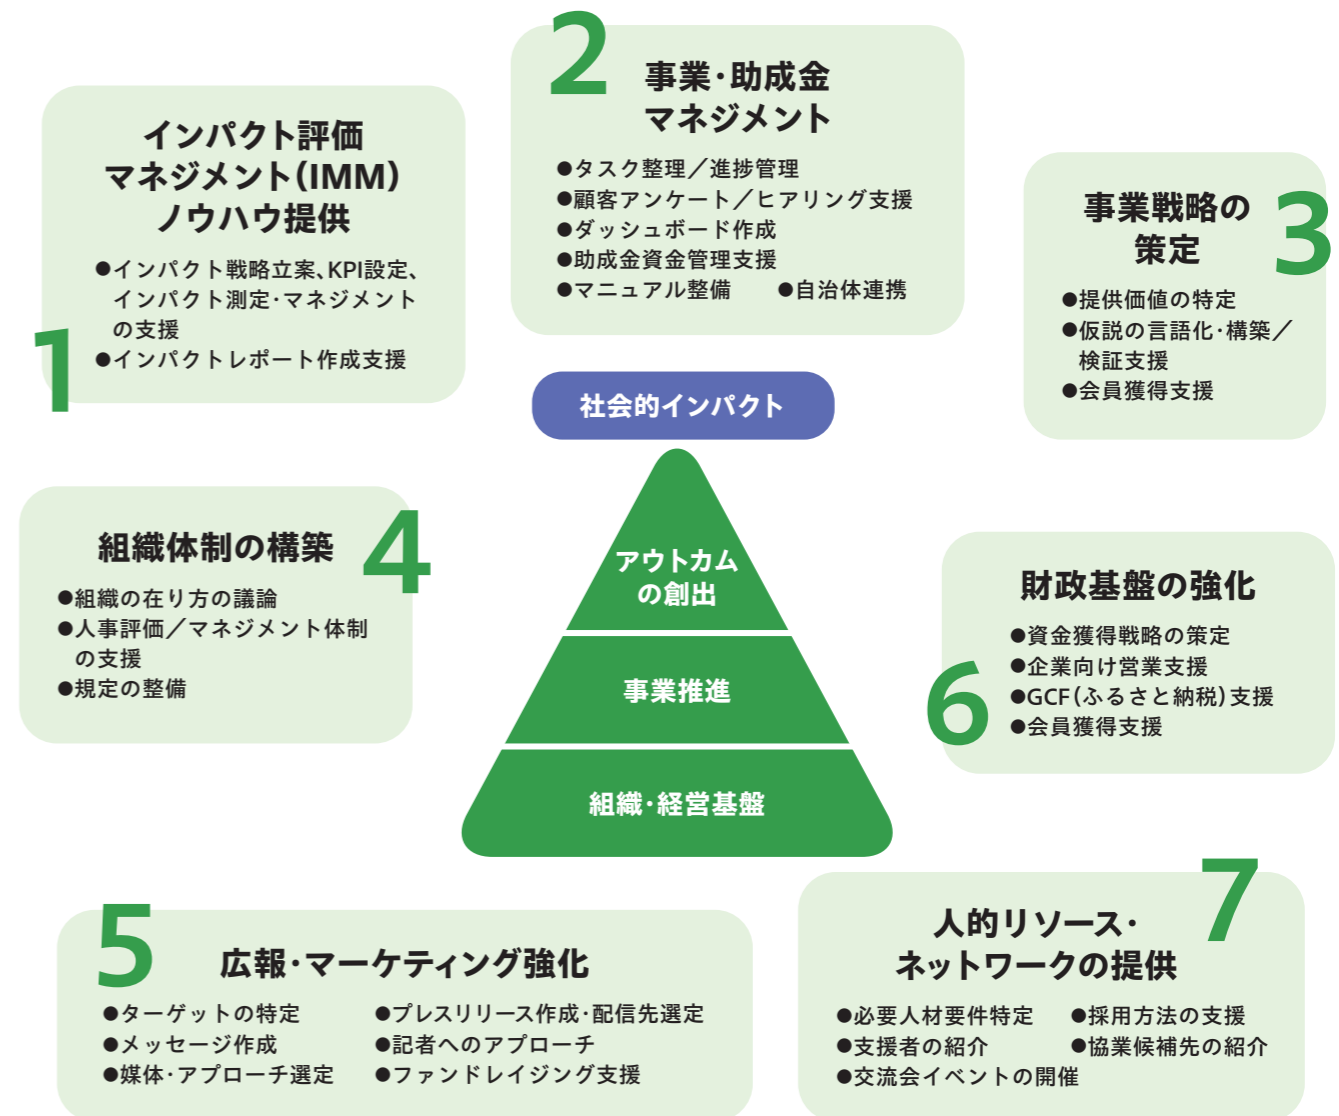 1
インパクト評価
マネジメント(IMM)
ノウハウ提供
●インパクト戦略立案、KPI設定、
インパクト測定・マネジメント
の支援
●インパクトレポート作成支援
2
事業・助成金
マネジメント
●タスク整理／進捗管理
●顧客アンケート／ヒアリング支援
●ダッシュボード作成
●助成金資金管理支援
●マニュアル整備 ●自治体連携
3
事業戦略の
策定
●提供価値の特定
●仮説の言語化・構築／
検証支援
●会員獲得支援
社会的インパクト
アウトカム
の創出
事業推進
組織・経営基盤
4
組織体制の構築
●組織の在り方の議論
●人事評価／マネジメント体制
の支援
●規定の整備
5
広報・マーケティング強化
●ターゲットの特定 ●プレスリリース作成・配信先選定
●メッセージ作成 ●記者へのアプローチ
●媒体・アプローチ選定 ●ファンドレイジング支援
6
財政基盤の強化
●資金獲得戦略の策定
●企業向け営業支援
●GCF(ふるさと納税)支援
●会員獲得支援
7
人的リソース・
ネットワークの提供
●必要人材要件特定 ●採用方法の支援
●支援者の紹介 ●協業候補先の紹介
●交流会イベントの開催